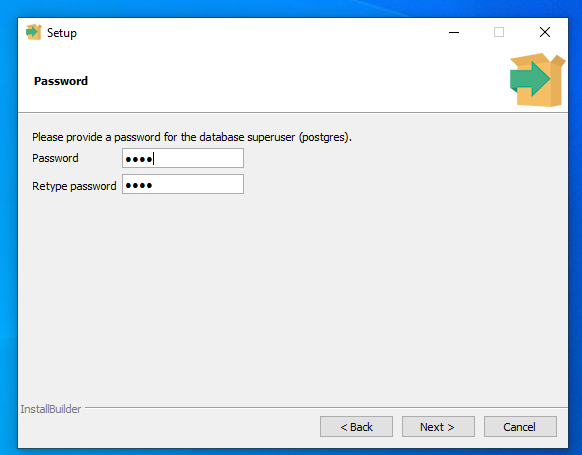 Setup
Password
Please provide a password for the database superuser (postgres).
Password ••••
Retype password ••••
InstallBuilder
< Back Next > Cancel